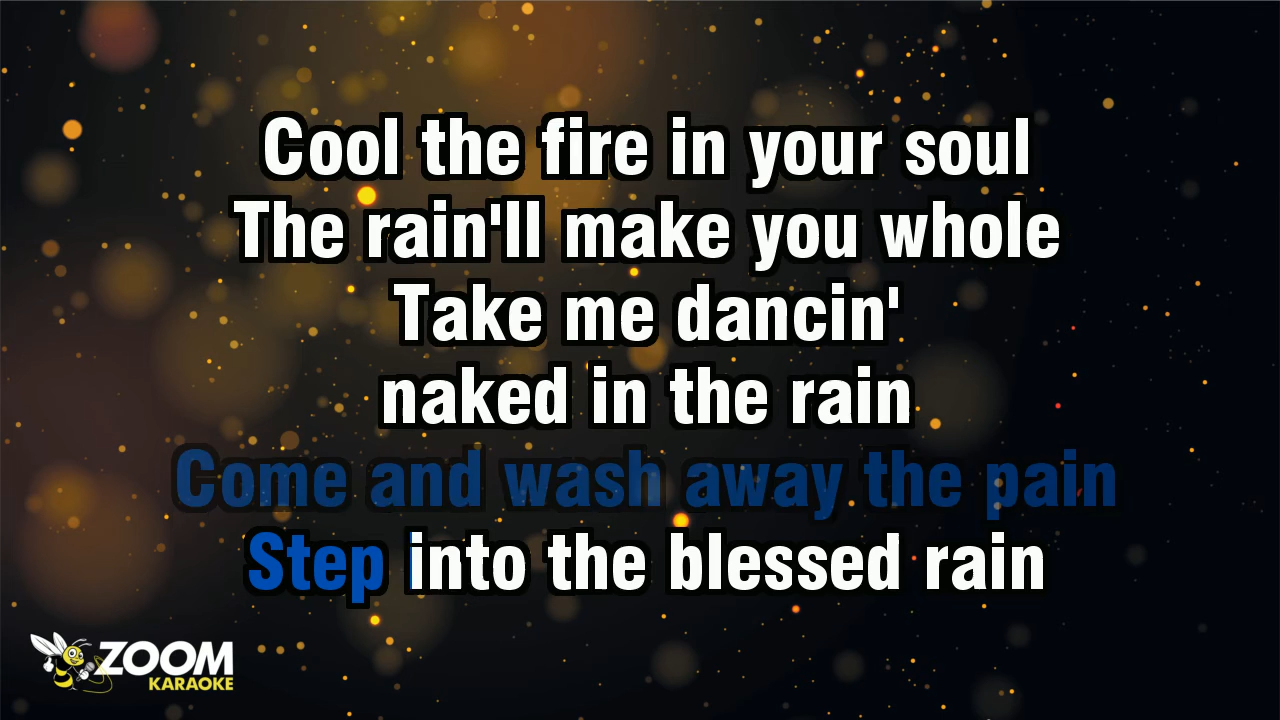 Cool the fire in your soul
The rain'll make you whole
Take me dancin'
naked in the rain
Come and wash away the pain
Step into the blessed rain
ZOOM
KARAOKE